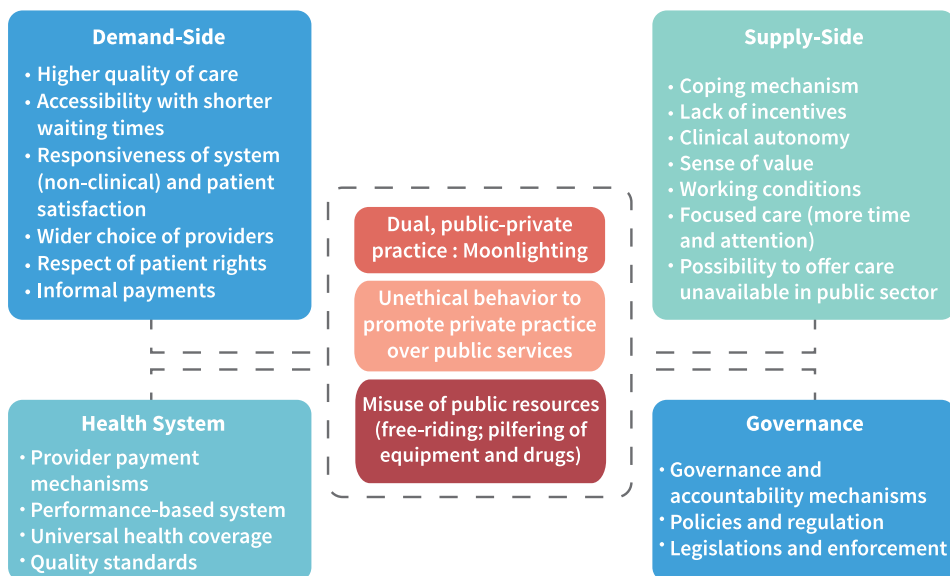 Demand-Side
• Higher quality of care
• Accessibility with shorter
waiting times
• Responsiveness of system
(non-clinical) and patient
satisfaction
• Wider choice of providers
• Respect of patient rights
• Informal payments
Supply-Side
• Coping mechanism
• Lack of incentives
• Clinical autonomy
• Sense of value
• Working conditions
• Focused care (more time
and attention)
• Possibility to offer care
unavailable in public sector
Dual, public-private
practice : Moonlighting
Unethical behavior to
promote private practice
over public services
Misuse of public resources
(free-riding; pilfering of
equipment and drugs)
Health System
• Provider payment
mechanisms
• Performance-based system
• Universal health coverage
• Quality standards
Governance
• Governance and
accountability mechanisms
• Policies and regulation
• Legislations and enforcement